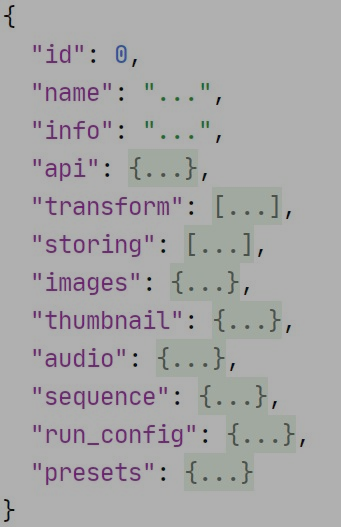 {
"id": 0,
"name": "...",
"info": "...",
"api": {...},
"transform": [...],
"storing": [...],
"images": {...},
"thumbnail": {...},
"audio": {...},
"sequence": {...},
"run_config": {...},
"presets": {...}
}